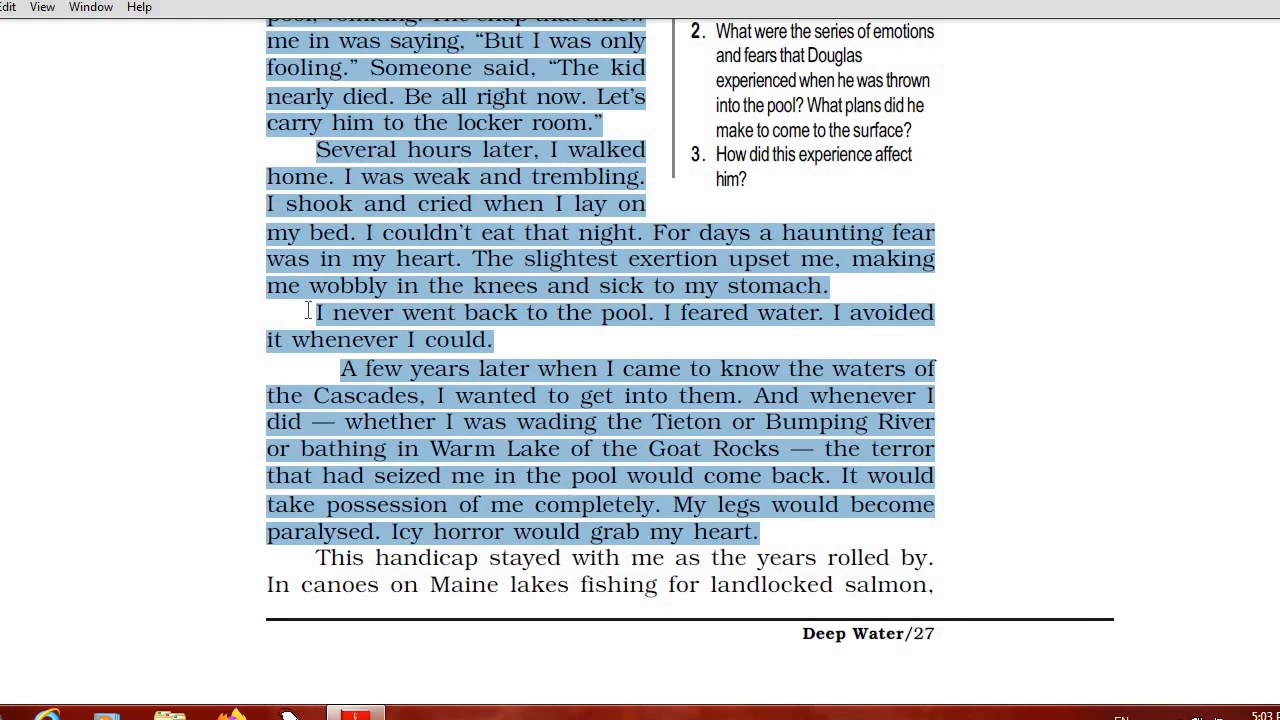 Edit View Window Help
pool, vomiting. The chap that threw
me in was saying, “But I was only
fooling.” Someone said, “The kid
nearly died. Be all right now. Let’s
carry him to the locker room.”
Several hours later, I walked
home. I was weak and trembling.
I shook and cried when I lay on
my bed. I couldn’t eat that night. For days a haunting fear
was in my heart. The slightest exertion upset me, making
me wobbly in the knees and sick to my stomach.
I never went back to the pool. I feared water. I avoided
it whenever I could.
A few years later when I came to know the waters of
the Cascades, I wanted to get into them. And whenever I
did — whether I was wading the Tieton or Bumping River
or bathing in Warm Lake of the Goat Rocks — the terror
that had seized me in the pool would come back. It would
take possession of me completely. My legs would become
paralysed. Icy horror would grab my heart.
This handicap stayed with me as the years rolled by.
In canoes on Maine lakes fishing for landlocked salmon,
2. What were the series of emotions
and fears that Douglas
experienced when he was thrown
into the pool? What plans did he
make to come to the surface?
3. How did this experience affect
him?
Deep Water/27
EN
5:03